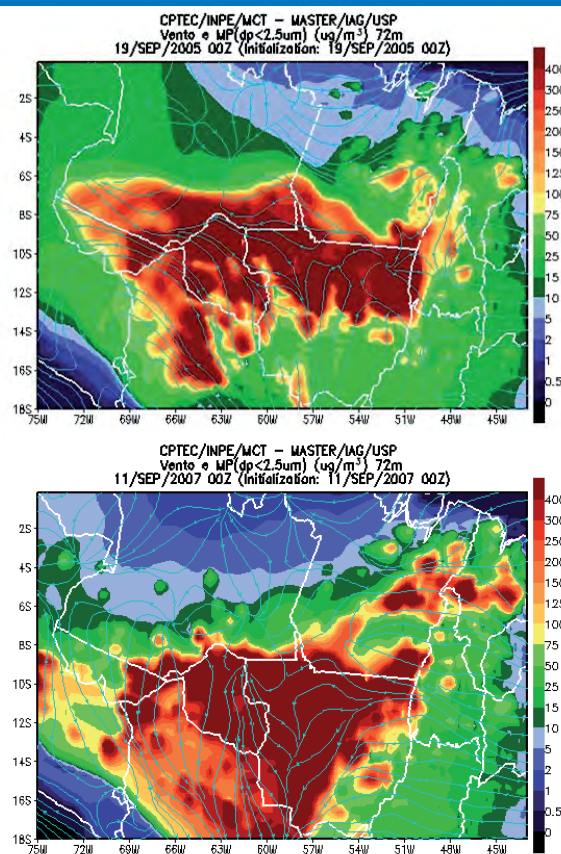 CPTEC/INPE/MCT – MASTER/IAG/USP
Vento e MP(dp<2.5um) (ug/m³) 72m
19/SEP/2005 00Z (Initialization: 19/SEP/2005 00Z)
2S
4S
6S
8S
10S
12S
14S
16S
18S
75W 72W 69W 66W 63W 60W 57W 54W 51W 48W 45W
400
300
250
200
150
125
100
75
50
25
15
10
5
2
1
0.5
0
CPTEC/INPE/MCT – MASTER/IAG/USP
Vento e MP(dp<2.5um) (ug/m³) 72m
11/SEP/2007 00Z (Initialization: 11/SEP/2007 00Z)
2S
4S
6S
8S
10S
12S
14S
16S
18S
75W 72W 69W 66W 63W 60W 57W 54W 51W 48W 45W
400
300
250
200
150
125
100
75
50
25
15
10
5
2
1
0.5
0